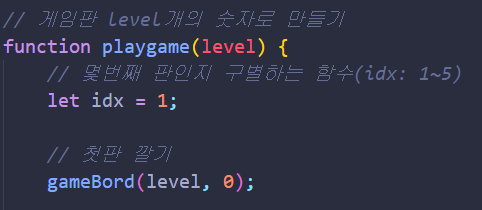 // 게임판 Level개의 숫자로 만들기
function playgame(level) {
// 몇번째 판인지 구별하는 함수(idx: 1~5)
let idx = 1;
// 첫판 깔기
gameBord(level, 0);